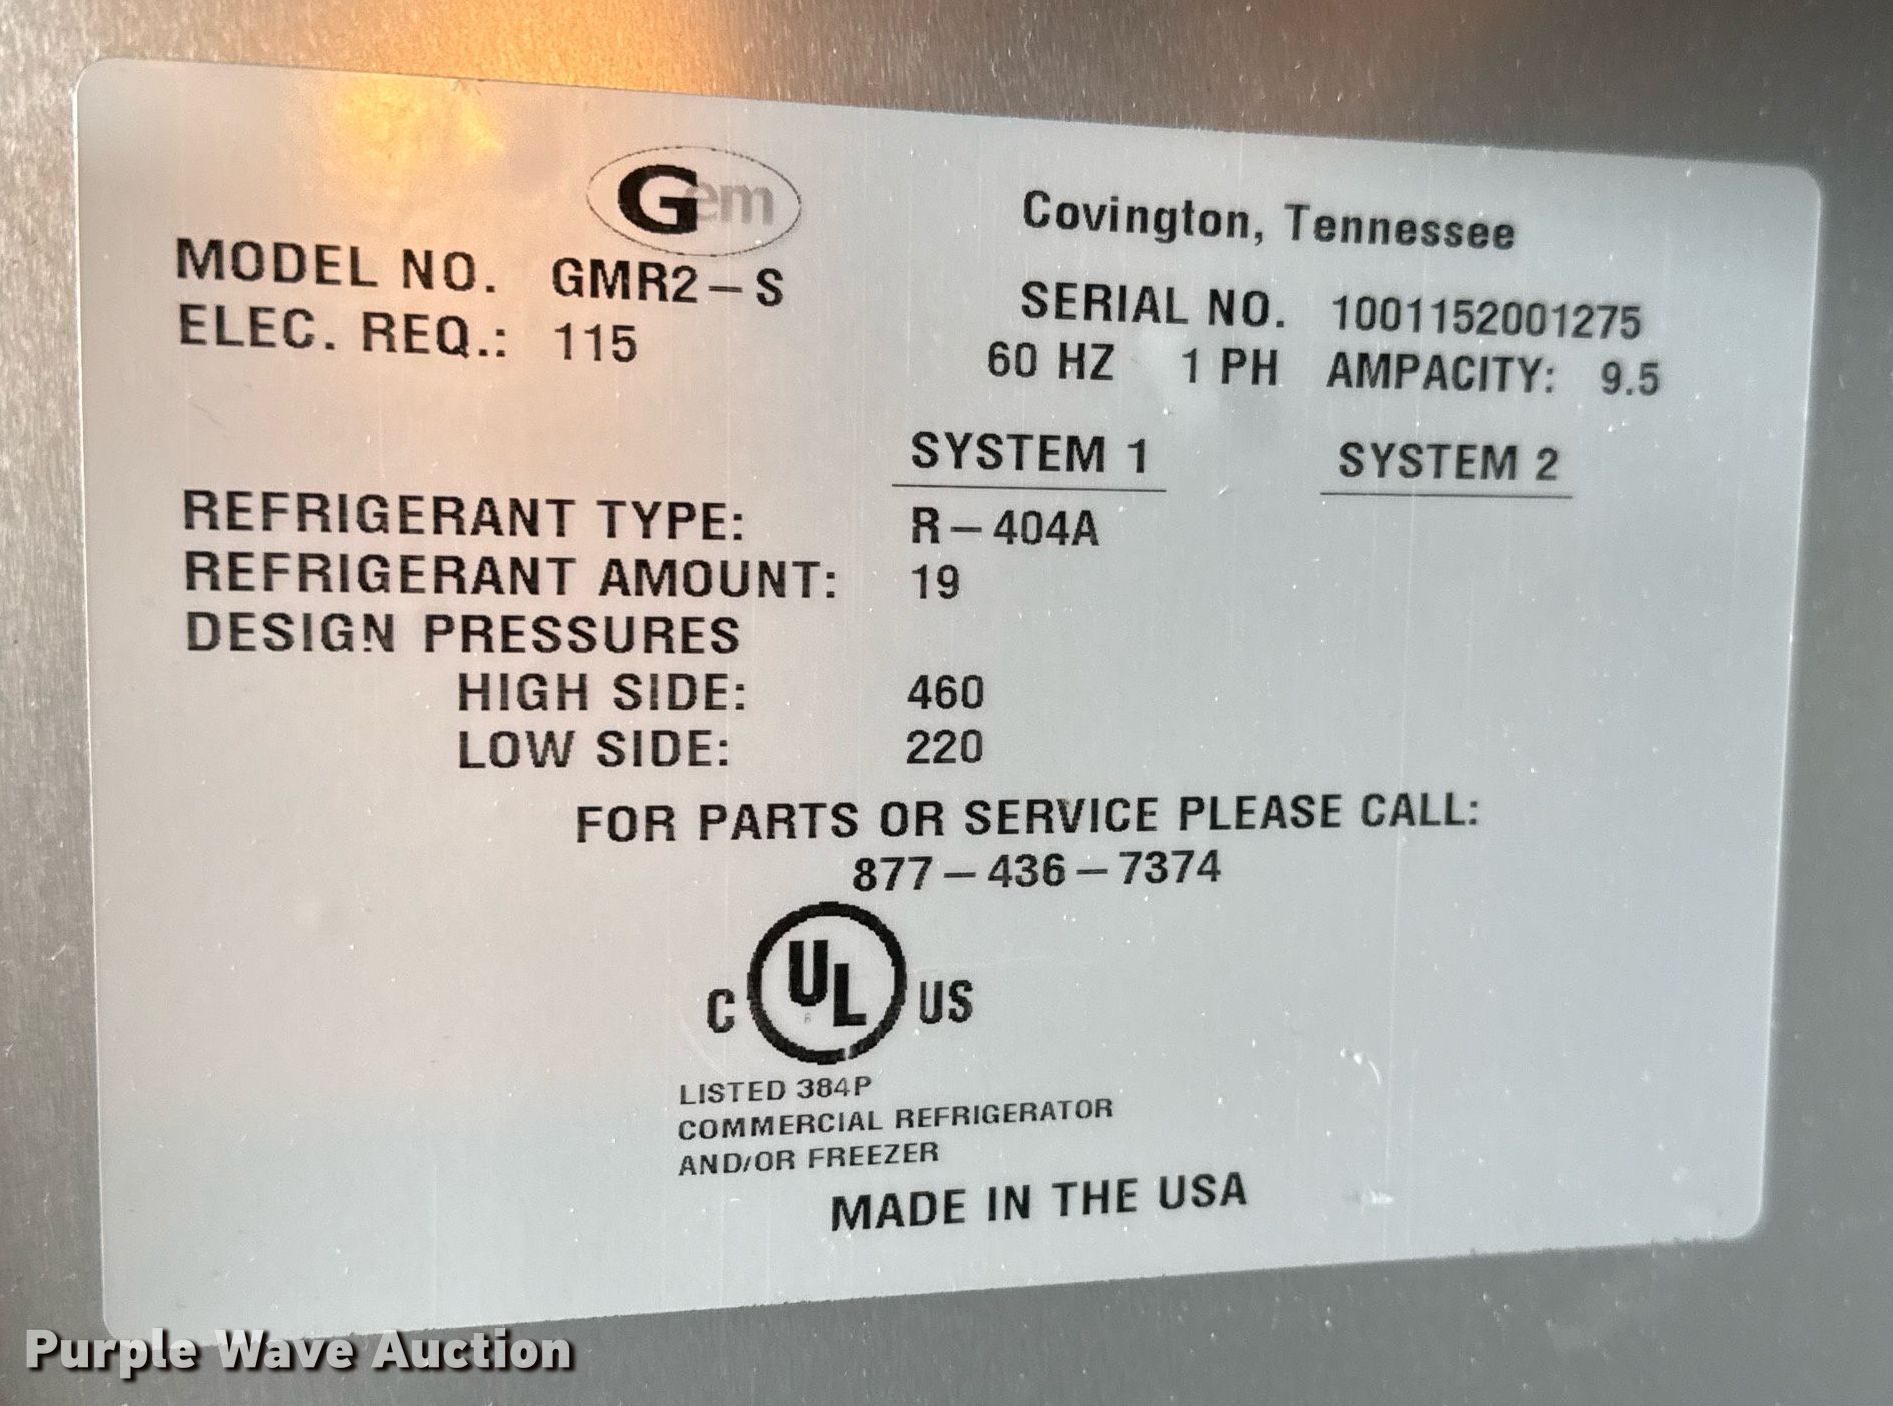 Gem
Covington, Tennessee
MODEL NO. GMR2-S
SERIAL NO. 1001152001275
ELEC. REQ.: 115
60 HZ 1 PH AMPACITY: 9.5
SYSTEM 1 SYSTEM 2
REFRIGERANT TYPE: R-404A
REFRIGERANT AMOUNT: 19
DESIGN PRESSURES
HIGH SIDE: 460
LOW SIDE: 220
FOR PARTS OR SERVICE PLEASE CALL:
877-436-7374
C UL US
R
LISTED 384P
COMMERCIAL REFRIGERATOR
AND/OR FREEZER
MADE IN THE USA
Purple Wave Auction